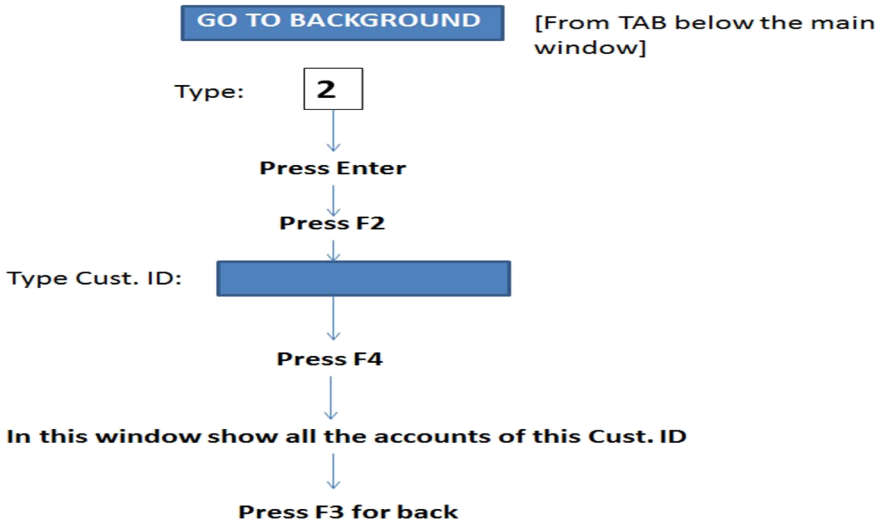 GO TO BACKGROUND
[From TAB below the main
window]
Type: 2
Press Enter
Press F2
Type Cust. ID:
Press F4
In this window show all the accounts of this Cust. ID
Press F3 for back